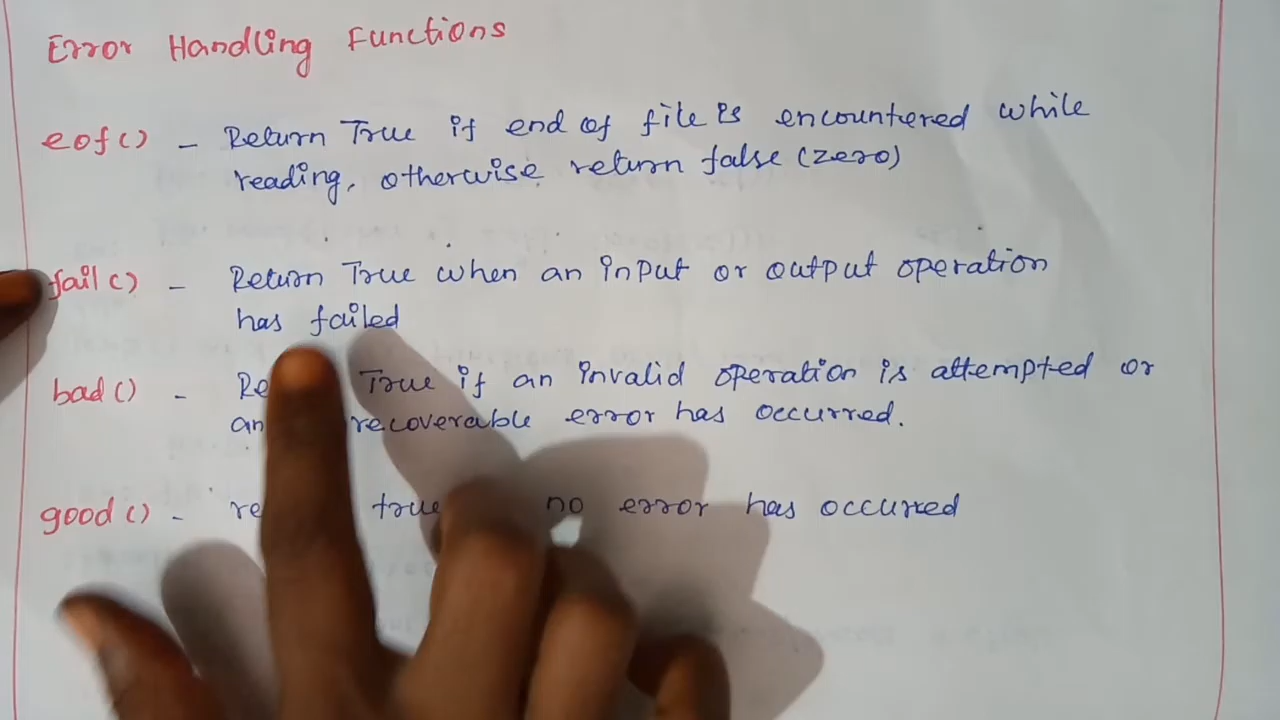 Error Handling Functions
eof() - Return True if end of file is encountered while
reading, otherwise return false (zero)
fail() - Return True when an input or output operation
has failed
bad() - True if an invalid operation is attempted or
recoverable error has occurred.
good() - true no error has occurred